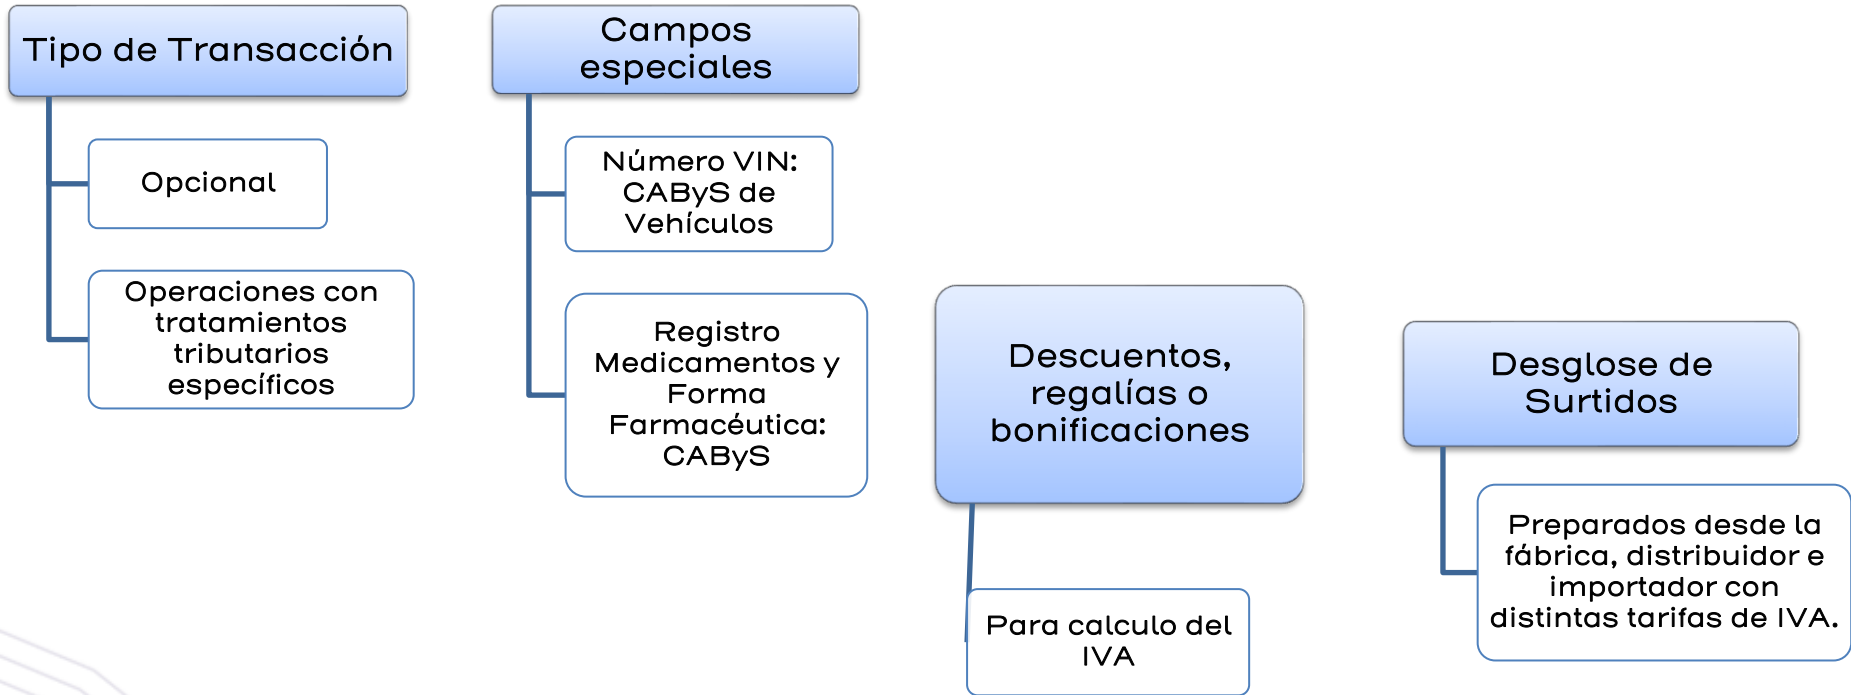 Tipo de Transacción
Opcional
Operaciones con
tratamientos
tributarios
específicos
Campos
especiales
Número VIN:
CAByS de
Vehículos
Registro
Medicamentos y
Forma
Farmacéutica:
CAByS
Descuentos,
regalías o
bonificaciones
Para calculo del
IVA
Desglose de
Surtidos
Preparados desde la
fábrica, distribuidor e
importador con
distintas tarifas de IVA.